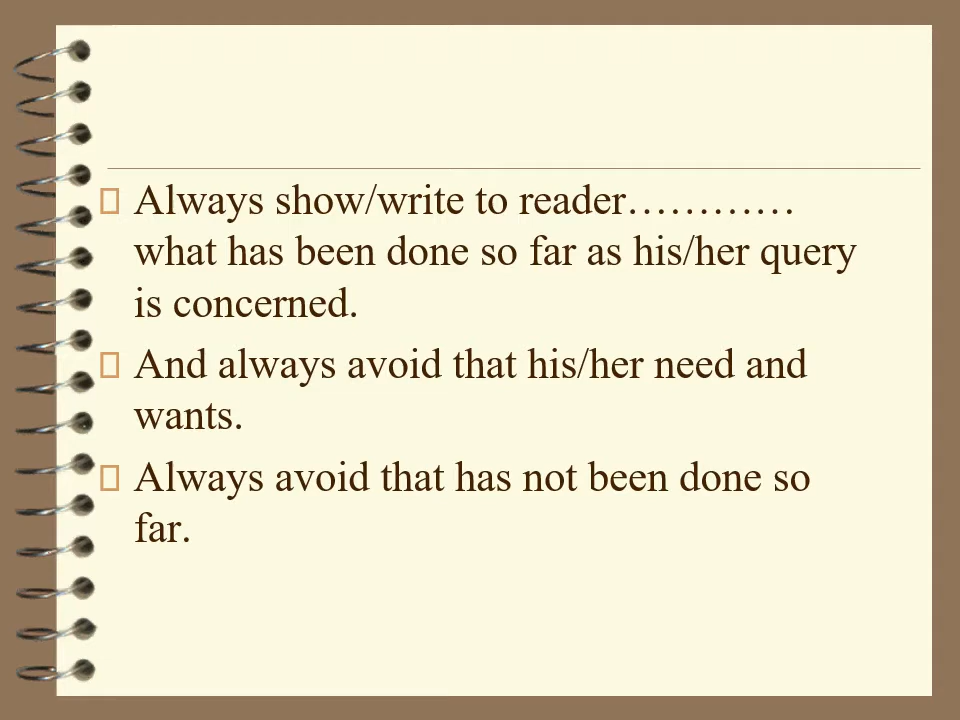 Always show/write to reader…………
what has been done so far as his/her query
is concerned.
And always avoid that his/her need and
wants.
Always avoid that has not been done so
far.